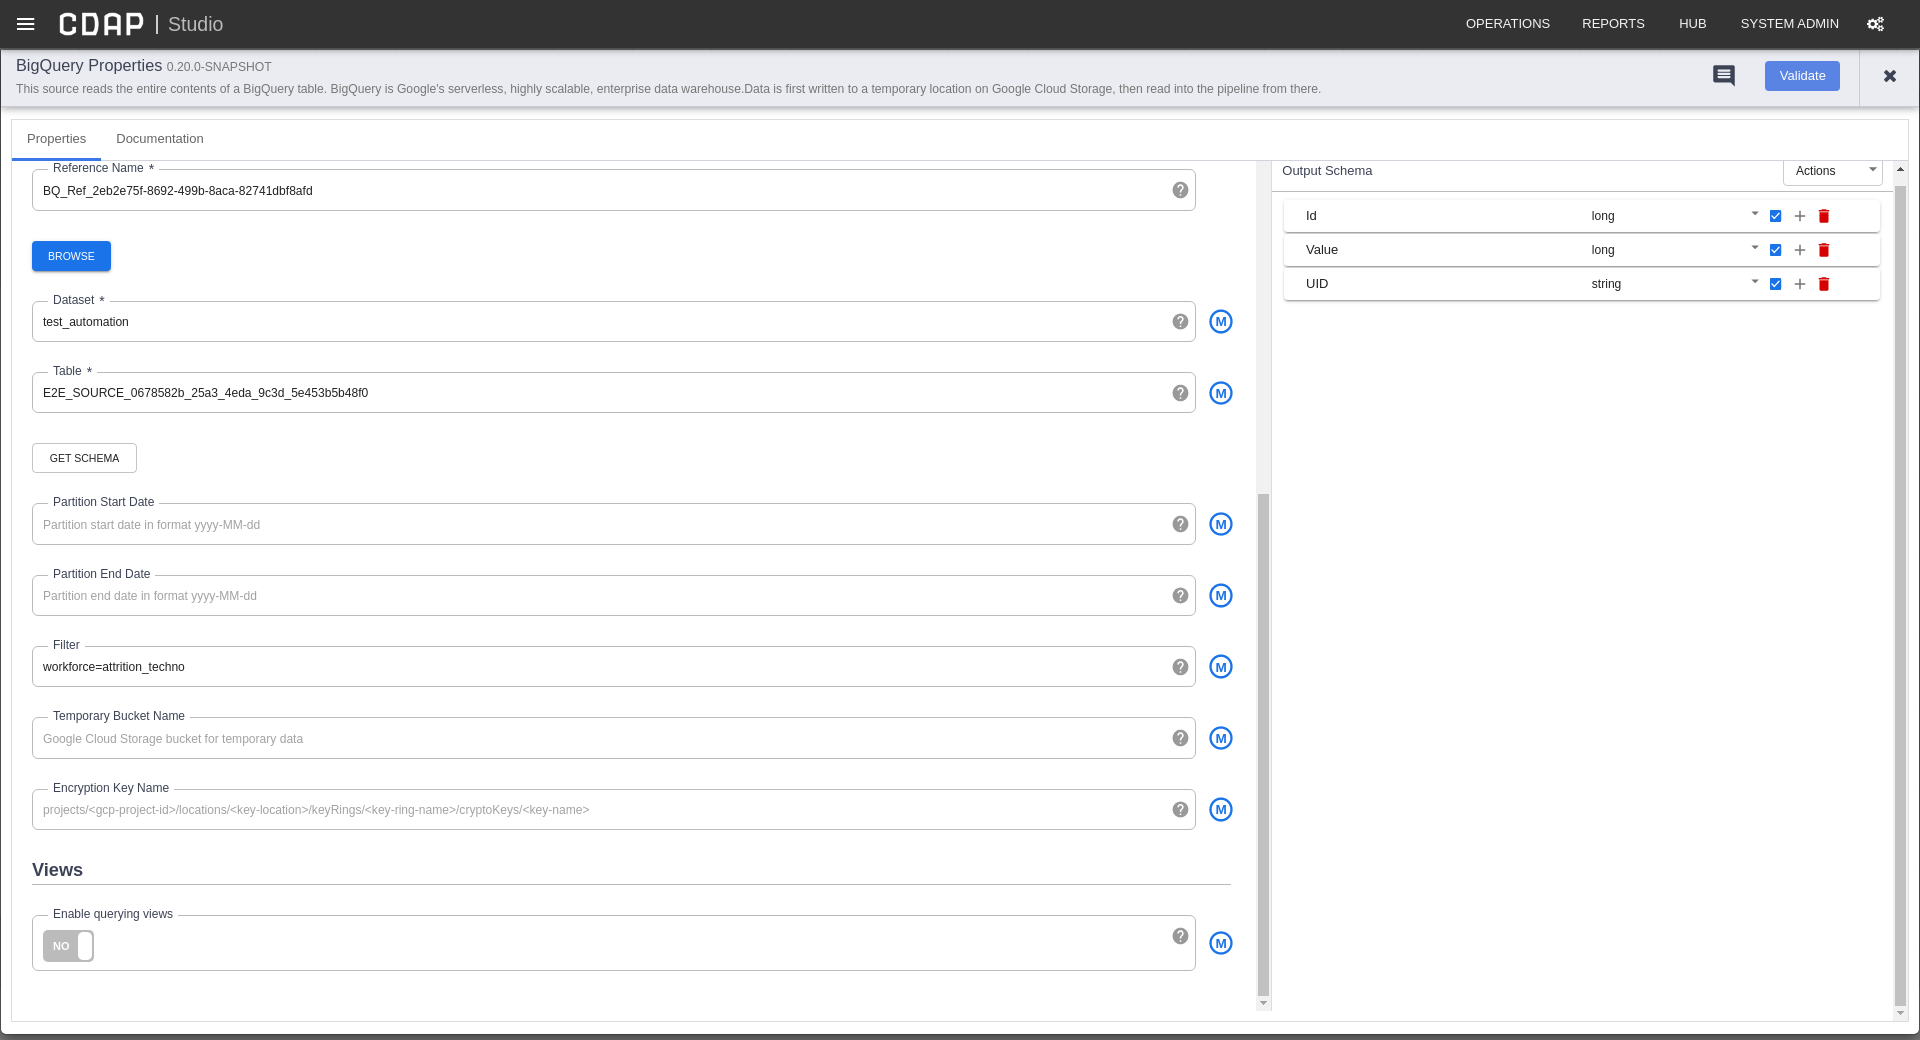 CDAP | Studio
OPERATIONS REPORTS HUB SYSTEM ADMIN
BigQuery Properties 0.20.0-SNAPSHOT
This source reads the entire contents of a BigQuery table. BigQuery is Google's serverless, highly scalable, enterprise data warehouse.Data is first written to a temporary location on Google Cloud Storage, then read into the pipeline from there.
Validate
Properties Documentation
Reference Name *
BQ_Ref_2eb2e75f-8692-499b-8aca-82741dbf8afd
BROWSE
Dataset *
test_automation
M
Table *
E2E_SOURCE_0678582b_25a3_4eda_9c3d_5e453b5b48f0
M
GET SCHEMA
Partition Start Date
Partition start date in format yyyy-MM-dd
M
Partition End Date
Partition end date in format yyyy-MM-dd
M
Filter
workforce=attrition_techno
M
Temporary Bucket Name
Google Cloud Storage bucket for temporary data
M
Encryption Key Name
projects/<gcp-project-id>/locations/<key-location>/keyRings/<key-ring-name>/cryptoKeys/<key-name>
M
Views
Enable querying views
NO
M
Output Schema
Actions
Id long
Value long
UID string